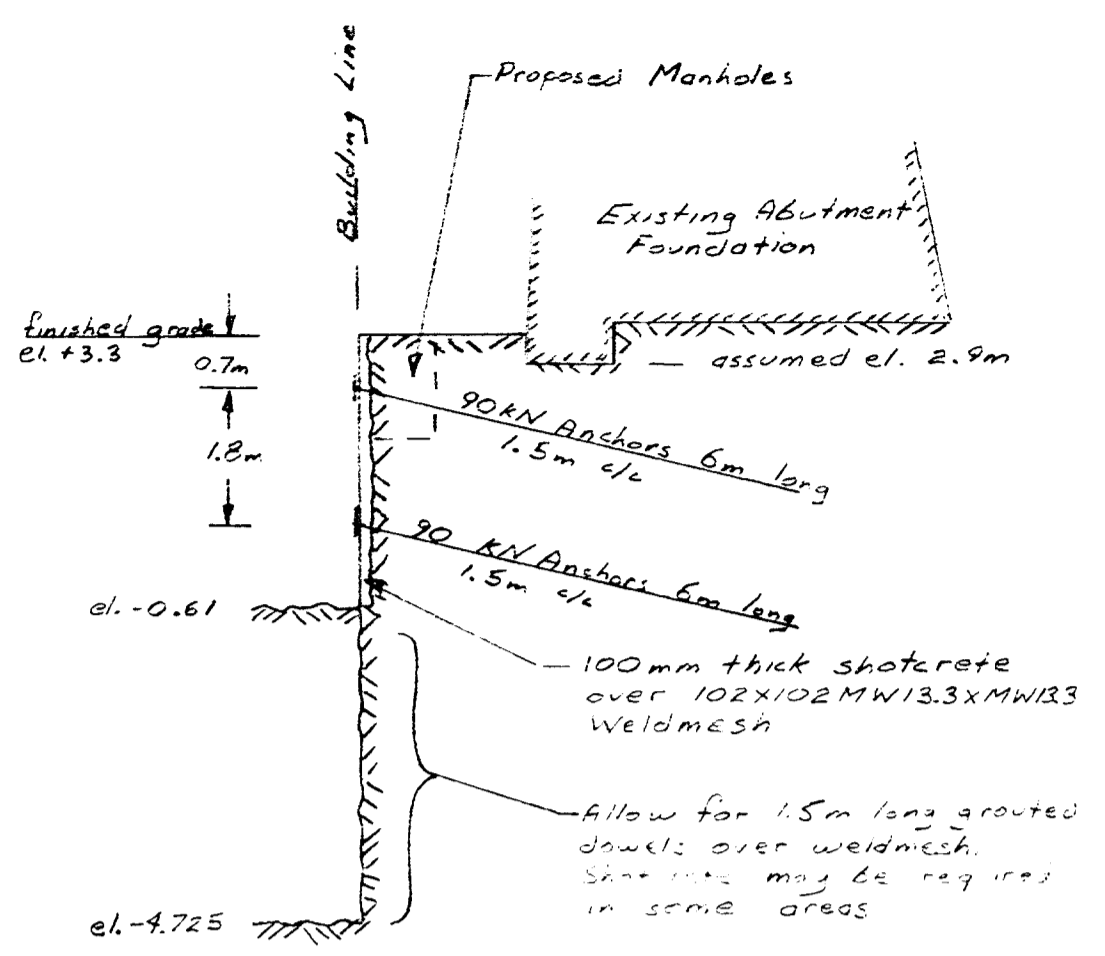 Building Line
Proposed Manholes
Existing Abutment
Foundation
finished grade
el. +3.3
0.7m
assumed el. 2.9m
1.8m
90kN Anchors 6m long
1.5m c/c
90 kN Anchors 6m long
1.5m c/c
el. -0.61
100mm thick shotcrete
over 102x102 MW13.3xMW13.3
Weldmesh
Allow for 1.5m long grouted
dowels over weldmesh.
Shotcrete may be required
in some areas
el. -4.725